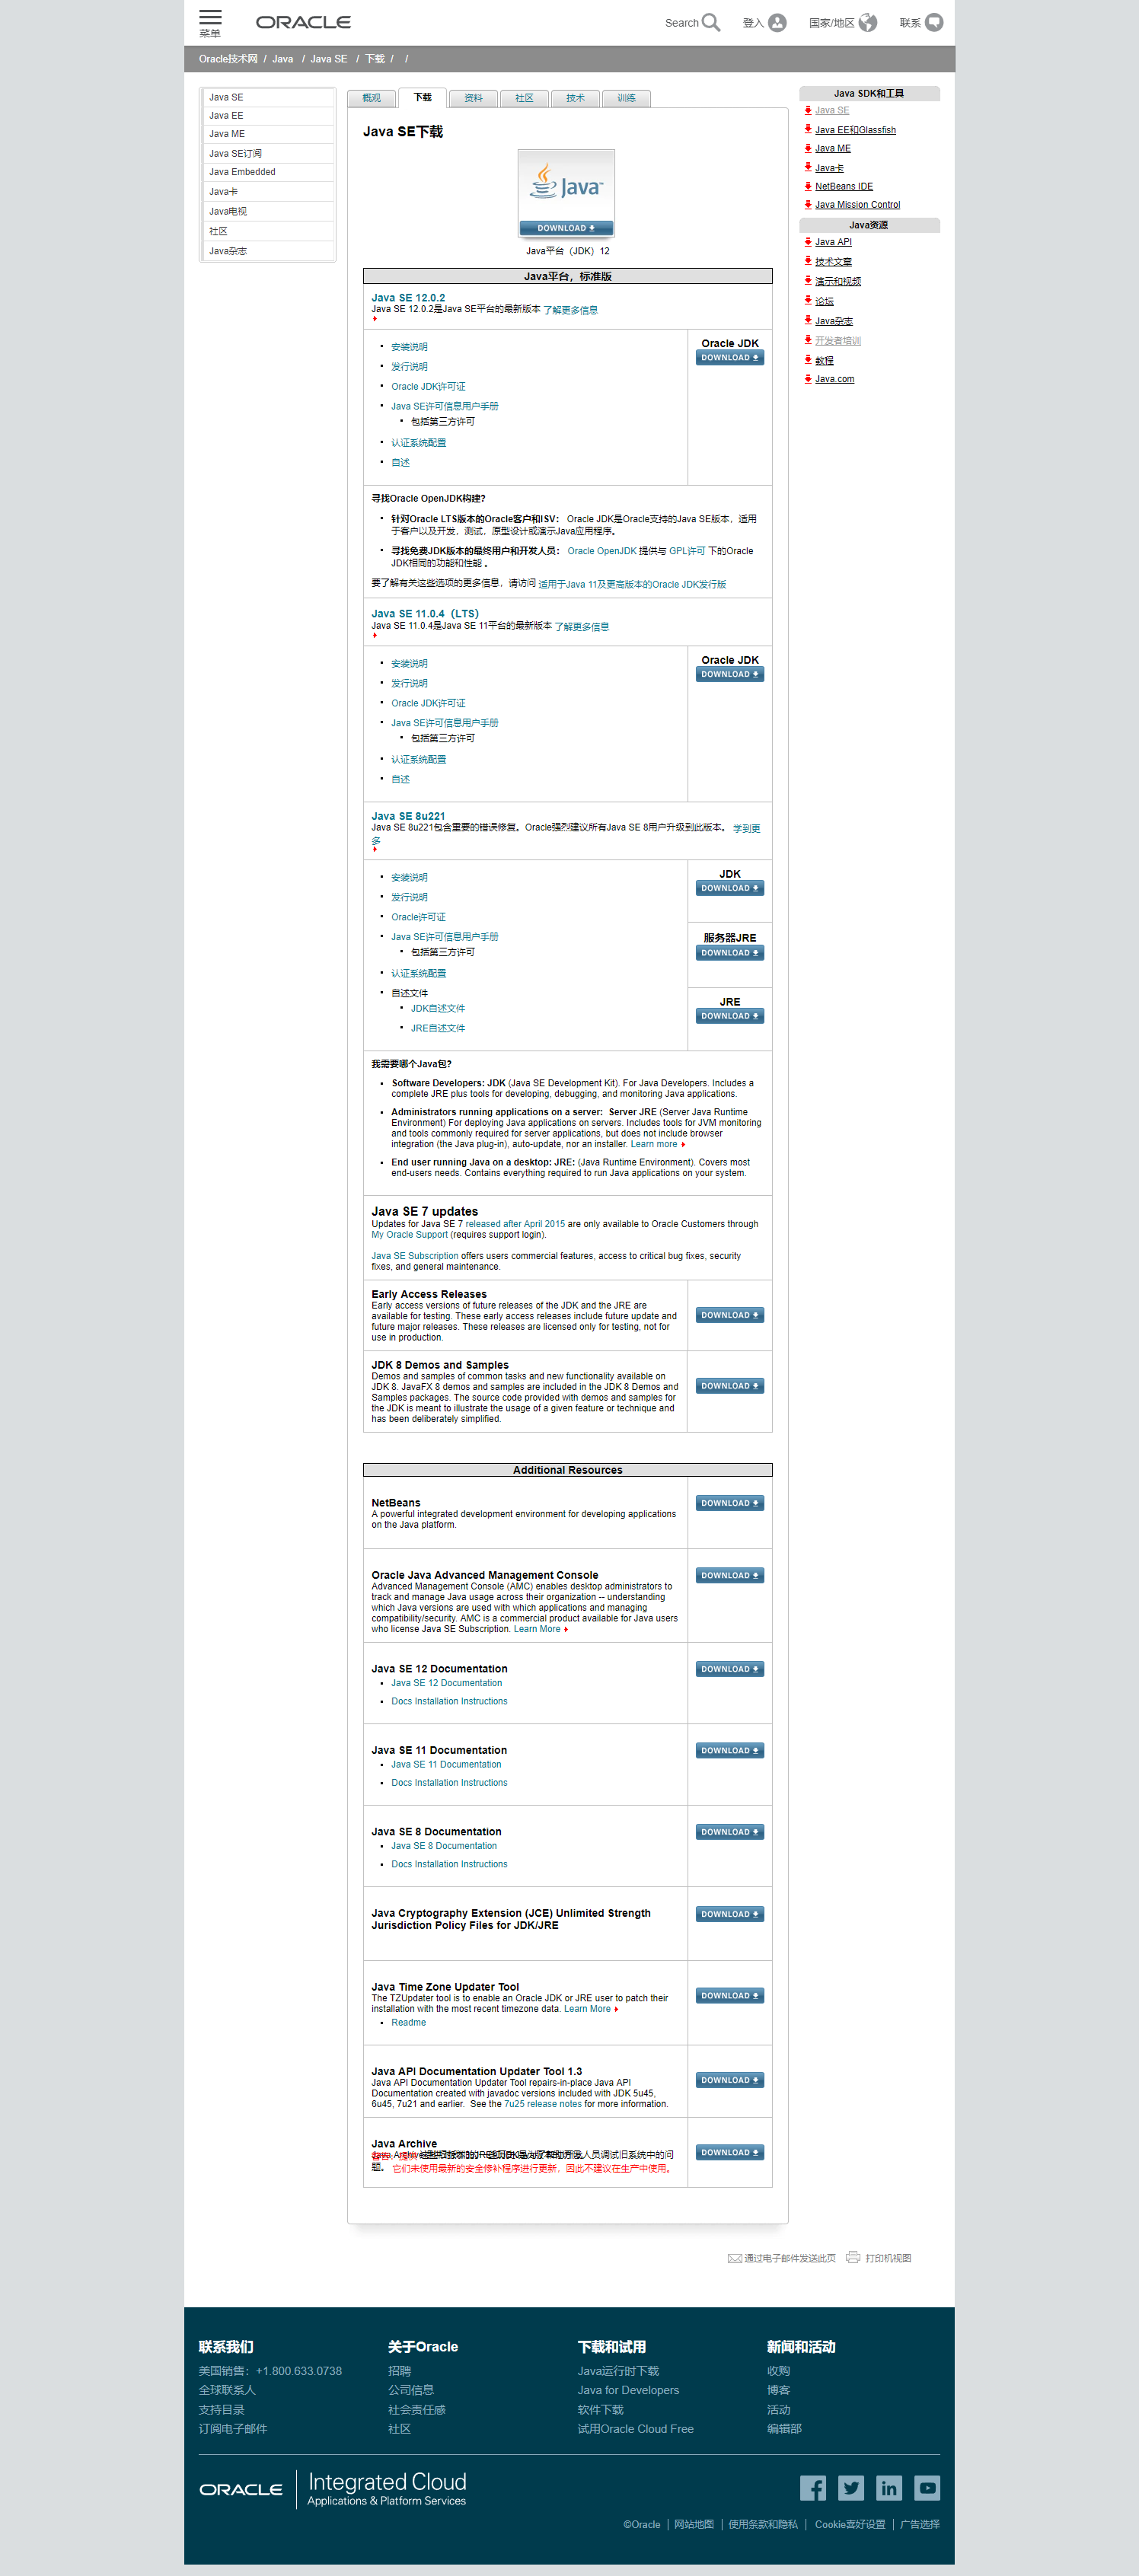 菜单
ORACLE
Search 登入 国家/地区 联系
Oracle技术网 / Java / Java SE / 下载 / /
Java SE
Java EE
Java ME
Java SE订阅
Java Embedded
Java卡
Java电视
社区
Java杂志
概观 下载 资料 社区 技术 训练
Java SE下载
Java™
DOWNLOAD
Java平台（JDK）12
Java平台，标准版
Java SE 12.0.2
Java SE 12.0.2是Java SE平台的最新版本 了解更多信息
安装说明
发行说明
Oracle JDK许可证
Java SE许可信息用户手册
包括第三方许可
认证系统配置
自述
Oracle JDK
DOWNLOAD
寻找Oracle OpenJDK构建？
针对Oracle LTS版本的Oracle客户和ISV： Oracle JDK是Oracle支持的Java SE版本，适用
于客户以及开发，测试，原型设计或演示Java应用程序。
寻找免费JDK版本的最终用户和开发人员： Oracle OpenJDK 提供与 GPL许可 下的Oracle
JDK相同的功能和性能 。
要了解有关这些选项的更多信息，请访问 适用于Java 11及更高版本的Oracle JDK发行版
Java SE 11.0.4（LTS）
Java SE 11.0.4是Java SE 11平台的最新版本 了解更多信息
安装说明
发行说明
Oracle JDK许可证
Java SE许可信息用户手册
包括第三方许可
认证系统配置
自述
Oracle JDK
DOWNLOAD
Java SE 8u221
Java SE 8u221包含重要的错误修复。Oracle强烈建议所有Java SE 8用户升级到此版本。 学到更
多
安装说明
发行说明
Oracle许可证
Java SE许可信息用户手册
包括第三方许可
认证系统配置
自述文件
JDK自述文件
JRE自述文件
JDK
DOWNLOAD
服务器JRE
DOWNLOAD
JRE
DOWNLOAD
我需要哪个Java包？
Software Developers: JDK (Java SE Development Kit). For Java Developers. Includes a
complete JRE plus tools for developing, debugging, and monitoring Java applications.
Administrators running applications on a server: Server JRE (Server Java Runtime
Environment) For deploying Java applications on servers. Includes tools for JVM monitoring
and tools commonly required for server applications, but does not include browser
integration (the Java plug-in), auto-update, nor an installer. Learn more
End user running Java on a desktop: JRE: (Java Runtime Environment). Covers most
end-users needs. Contains everything required to run Java applications on your system.
Java SE 7 updates
Updates for Java SE 7 released after April 2015 are only available to Oracle Customers through
My Oracle Support (requires support login).
Java SE Subscription offers users commercial features, access to critical bug fixes, security
fixes, and general maintenance.
Early Access Releases
Early access versions of future releases of the JDK and the JRE are
available for testing. These early access releases include future update and
future major releases. These releases are licensed only for testing, not for
use in production.
DOWNLOAD
JDK 8 Demos and Samples
Demos and samples of common tasks and new functionality available on
JDK 8. JavaFX 8 demos and samples are included in the JDK 8 Demos and
Samples packages. The source code provided with demos and samples for
the JDK is meant to illustrate the usage of a given feature or technique and
has been deliberately simplified.
DOWNLOAD
Additional Resources
NetBeans
A powerful integrated development environment for developing applications
on the Java platform.
DOWNLOAD
Oracle Java Advanced Management Console
Advanced Management Console (AMC) enables desktop administrators to
track and manage Java usage across their organization -- understanding
which Java versions are used with which applications and managing
compatibility/security. AMC is a commercial product available for Java users
who license Java SE Subscription. Learn More
DOWNLOAD
Java SE 12 Documentation
Java SE 12 Documentation
Docs Installation Instructions
DOWNLOAD
Java SE 11 Documentation
Java SE 11 Documentation
Docs Installation Instructions
DOWNLOAD
Java SE 8 Documentation
Java SE 8 Documentation
Docs Installation Instructions
DOWNLOAD
Java Cryptography Extension (JCE) Unlimited Strength
Jurisdiction Policy Files for JDK/JRE
DOWNLOAD
Java Time Zone Updater Tool
The TZUpdater tool is to enable an Oracle JDK or JRE user to patch their
installation with the most recent timezone data. Learn More
Readme
DOWNLOAD
Java API Documentation Updater Tool 1.3
Java API Documentation Updater Tool repairs-in-place Java API
Documentation created with javadoc versions included with JDK 5u45,
6u45, 7u21 and earlier. See the 7u25 release notes for more information.
DOWNLOAD
Java Archive
人员调试旧系统中的问
题。 它们未使用最新的安全修补程序进行更新，因此不建议在生产中使用。
DOWNLOAD
Java SDK和工具
Java SE
Java EE和Glassfish
Java ME
Java卡
NetBeans IDE
Java Mission Control
Java资源
Java API
技术文章
演示和视频
论坛
Java杂志
开发者培训
教程
Java.com
通过电子邮件发送此页 打印机视图
联系我们
美国销售：+1.800.633.0738
全球联系人
支持目录
订阅电子邮件
关于Oracle
招聘
公司信息
社会责任感
社区
下载和试用
Java运行时下载
Java for Developers
软件下载
试用Oracle Cloud Free
新闻和活动
收购
博客
活动
编辑部
ORACLE Integrated Cloud
Applications & Platform Services
©Oracle 网站地图 使用条款和隐私 Cookie喜好设置 广告选择